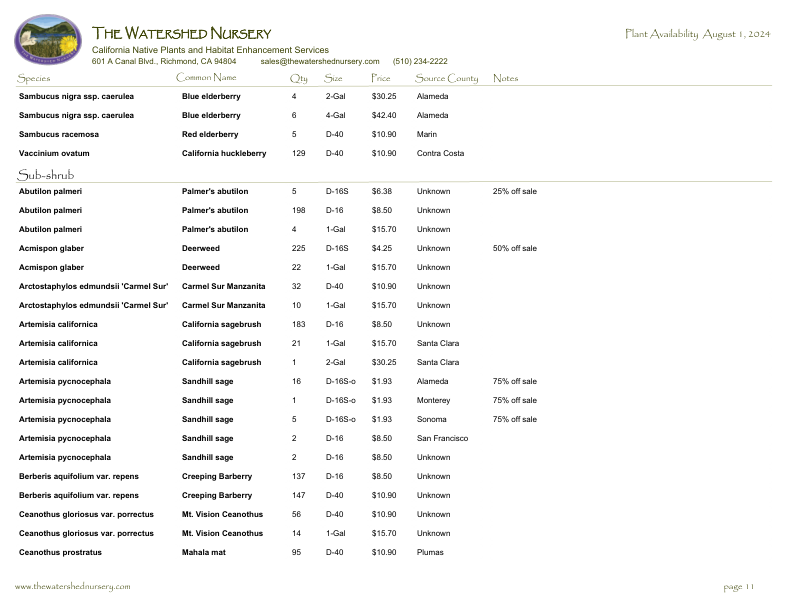 The Watershed Nursery
Plant Availability August 1, 2024
California Native Plants and Habitat Enhancement Services
601 A Canal Blvd., Richmond, CA 94804 sales@thewatershednursery.com (510) 234-2222
Species Common Name Qty Size Price Source County Notes
Sambucus nigra ssp. caerulea Blue elderberry 4 2-Gal $30.25 Alameda
Sambucus nigra ssp. caerulea Blue elderberry 6 4-Gal $42.40 Alameda
Sambucus racemosa Red elderberry 5 D-40 $10.90 Marin
Vaccinium ovatum California huckleberry 129 D-40 $10.90 Contra Costa
Sub-shrub
Abutilon palmeri Palmer's abutilon 5 D-16S $6.38 Unknown 25% off sale
Abutilon palmeri Palmer's abutilon 198 D-16 $8.50 Unknown
Abutilon palmeri Palmer's abutilon 4 1-Gal $15.70 Unknown
Acmispon glaber Deerweed 225 D-16S $4.25 Unknown 50% off sale
Acmispon glaber Deerweed 22 1-Gal $15.70 Unknown
Arctostaphylos edmundsii 'Carmel Sur' Carmel Sur Manzanita 32 D-40 $10.90 Unknown
Arctostaphylos edmundsii 'Carmel Sur' Carmel Sur Manzanita 10 1-Gal $15.70 Unknown
Artemisia californica California sagebrush 183 D-16 $8.50 Unknown
Artemisia californica California sagebrush 21 1-Gal $15.70 Santa Clara
Artemisia californica California sagebrush 1 2-Gal $30.25 Santa Clara
Artemisia pycnocephala Sandhill sage 16 D-16S-o $1.93 Alameda 75% off sale
Artemisia pycnocephala Sandhill sage 1 D-16S-o $1.93 Monterey 75% off sale
Artemisia pycnocephala Sandhill sage 5 D-16S-o $1.93 Sonoma 75% off sale
Artemisia pycnocephala Sandhill sage 2 D-16 $8.50 San Francisco
Artemisia pycnocephala Sandhill sage 2 D-16 $8.50 Unknown
Berberis aquifolium var. repens Creeping Barberry 137 D-16 $8.50 Unknown
Berberis aquifolium var. repens Creeping Barberry 147 D-40 $10.90 Unknown
Ceanothus gloriosus var. porrectus Mt. Vision Ceanothus 56 D-40 $10.90 Unknown
Ceanothus gloriosus var. porrectus Mt. Vision Ceanothus 14 1-Gal $15.70 Unknown
Ceanothus prostratus Mahala mat 95 D-40 $10.90 Plumas
www.thewatershednursery.com page 11